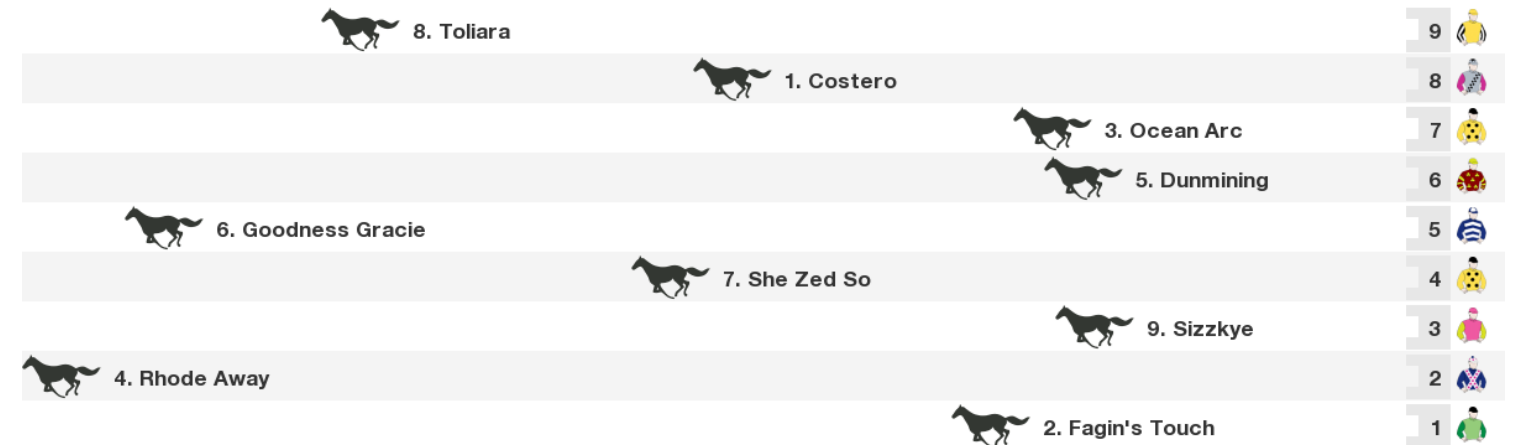 8. Toliara 9
1. Costero 8
3. Ocean Arc 7
5. Dunmining 6
6. Goodness Gracie 5
7. She Zed So 4
9. Sizzkye 3
4. Rhode Away 2
2. Fagin's Touch 1